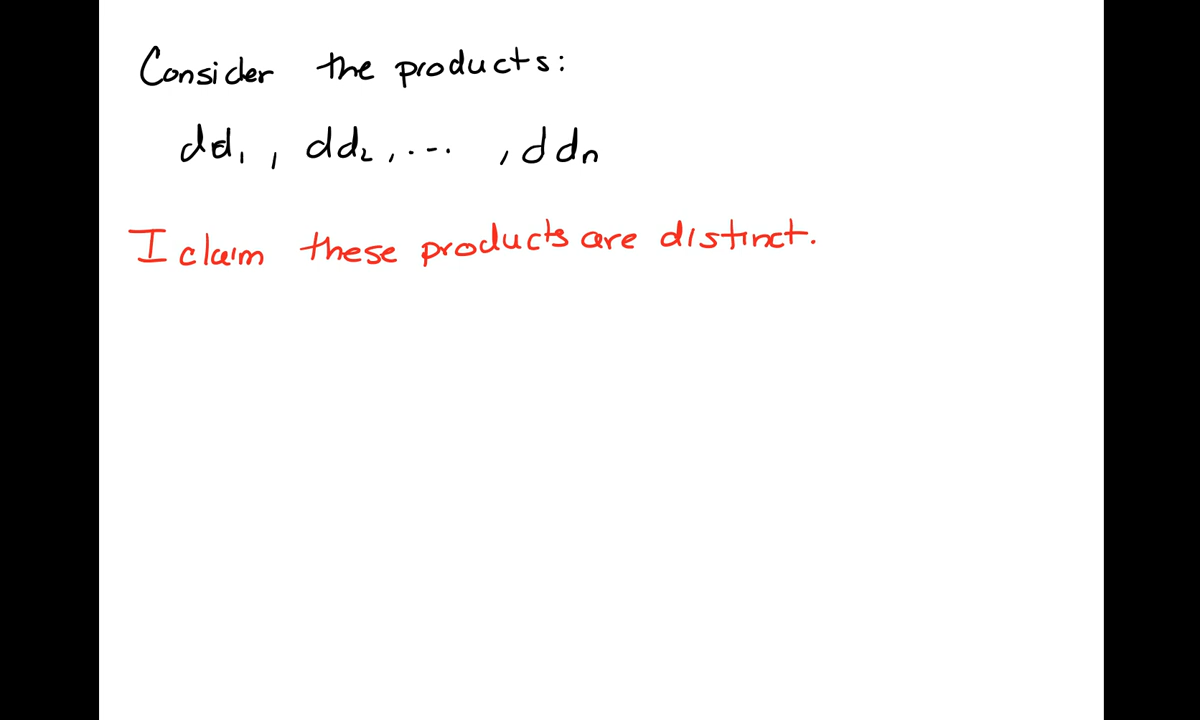 Consider the products:
dd₁, dd₂, ..., ddₙ
I claim these products are distinct.